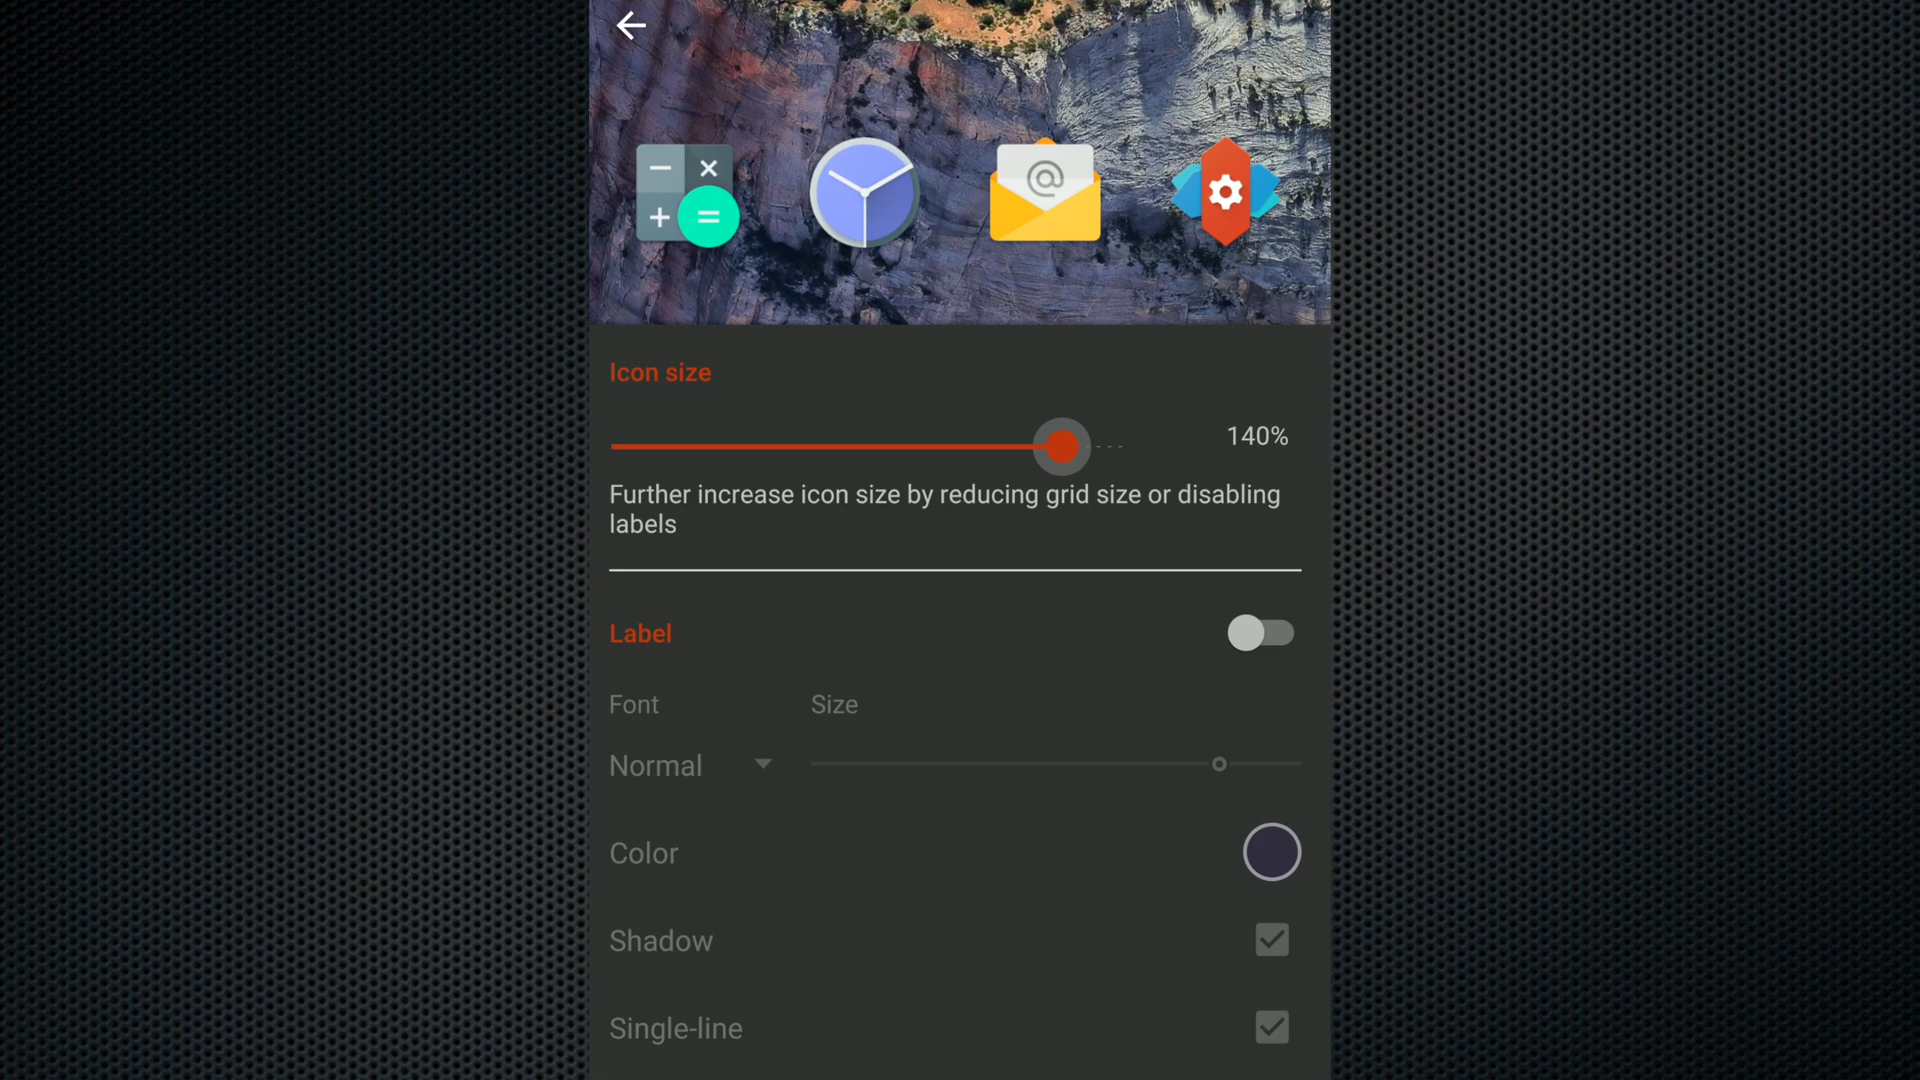 Icon size
140%
Further increase icon size by reducing grid size or disabling
labels
Label
Font Size
Normal
Color
Shadow
Single-line